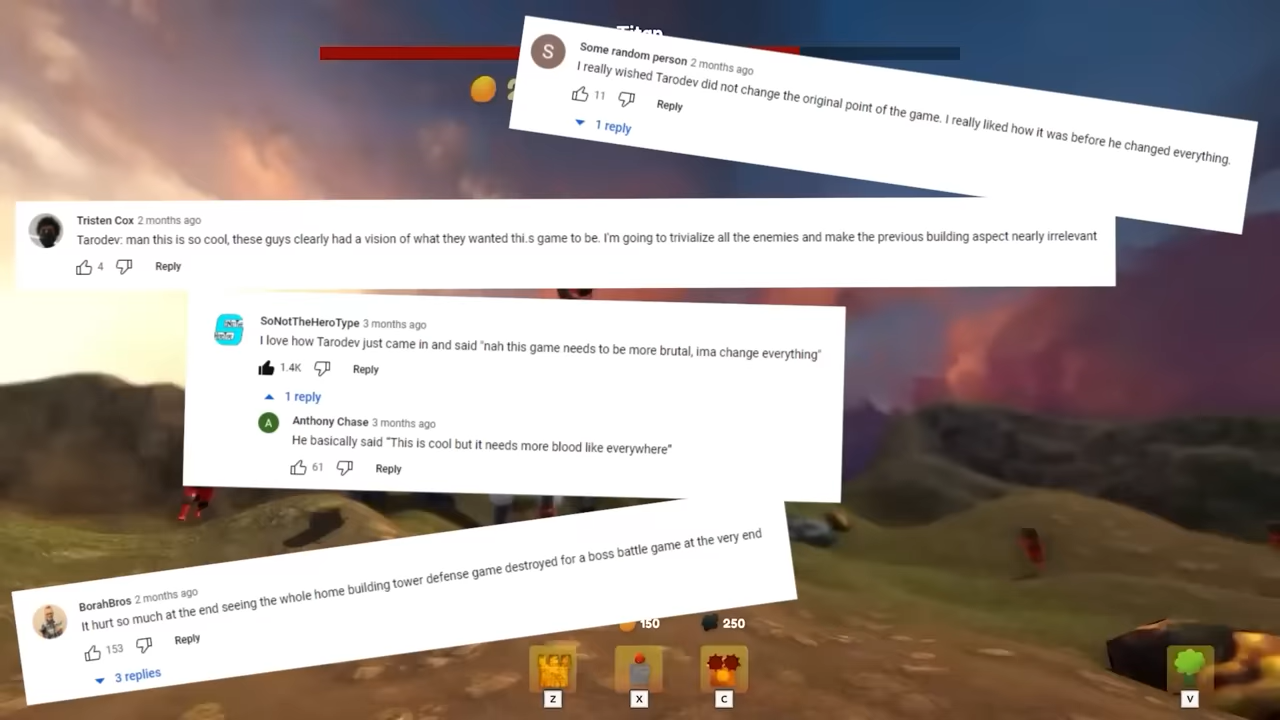 Titan
Some random person 2 months ago
I really wished Tarodev did not change the original point of the game. I really liked how it was before he changed everything.
11 Reply
1 reply
Tristen Cox 2 months ago
Tarodev: man this is so cool, these guys clearly had a vision of what they wanted thi.s game to be. I'm going to trivialize all the enemies and make the previous building aspect nearly irrelevant
4 Reply
SoNotTheHeroType 3 months ago
I love how Tarodev just came in and said "nah this game needs to be more brutal, ima change everything"
1.4K Reply
1 reply
A Anthony Chase 3 months ago
He basically said "This is cool but it needs more blood like everywhere"
61 Reply
BorahBros 2 months ago
It hurt so much at the end seeing the whole home building tower defense game destroyed for a boss battle game at the very end
153 Reply
3 replies
150 250
Z X C V